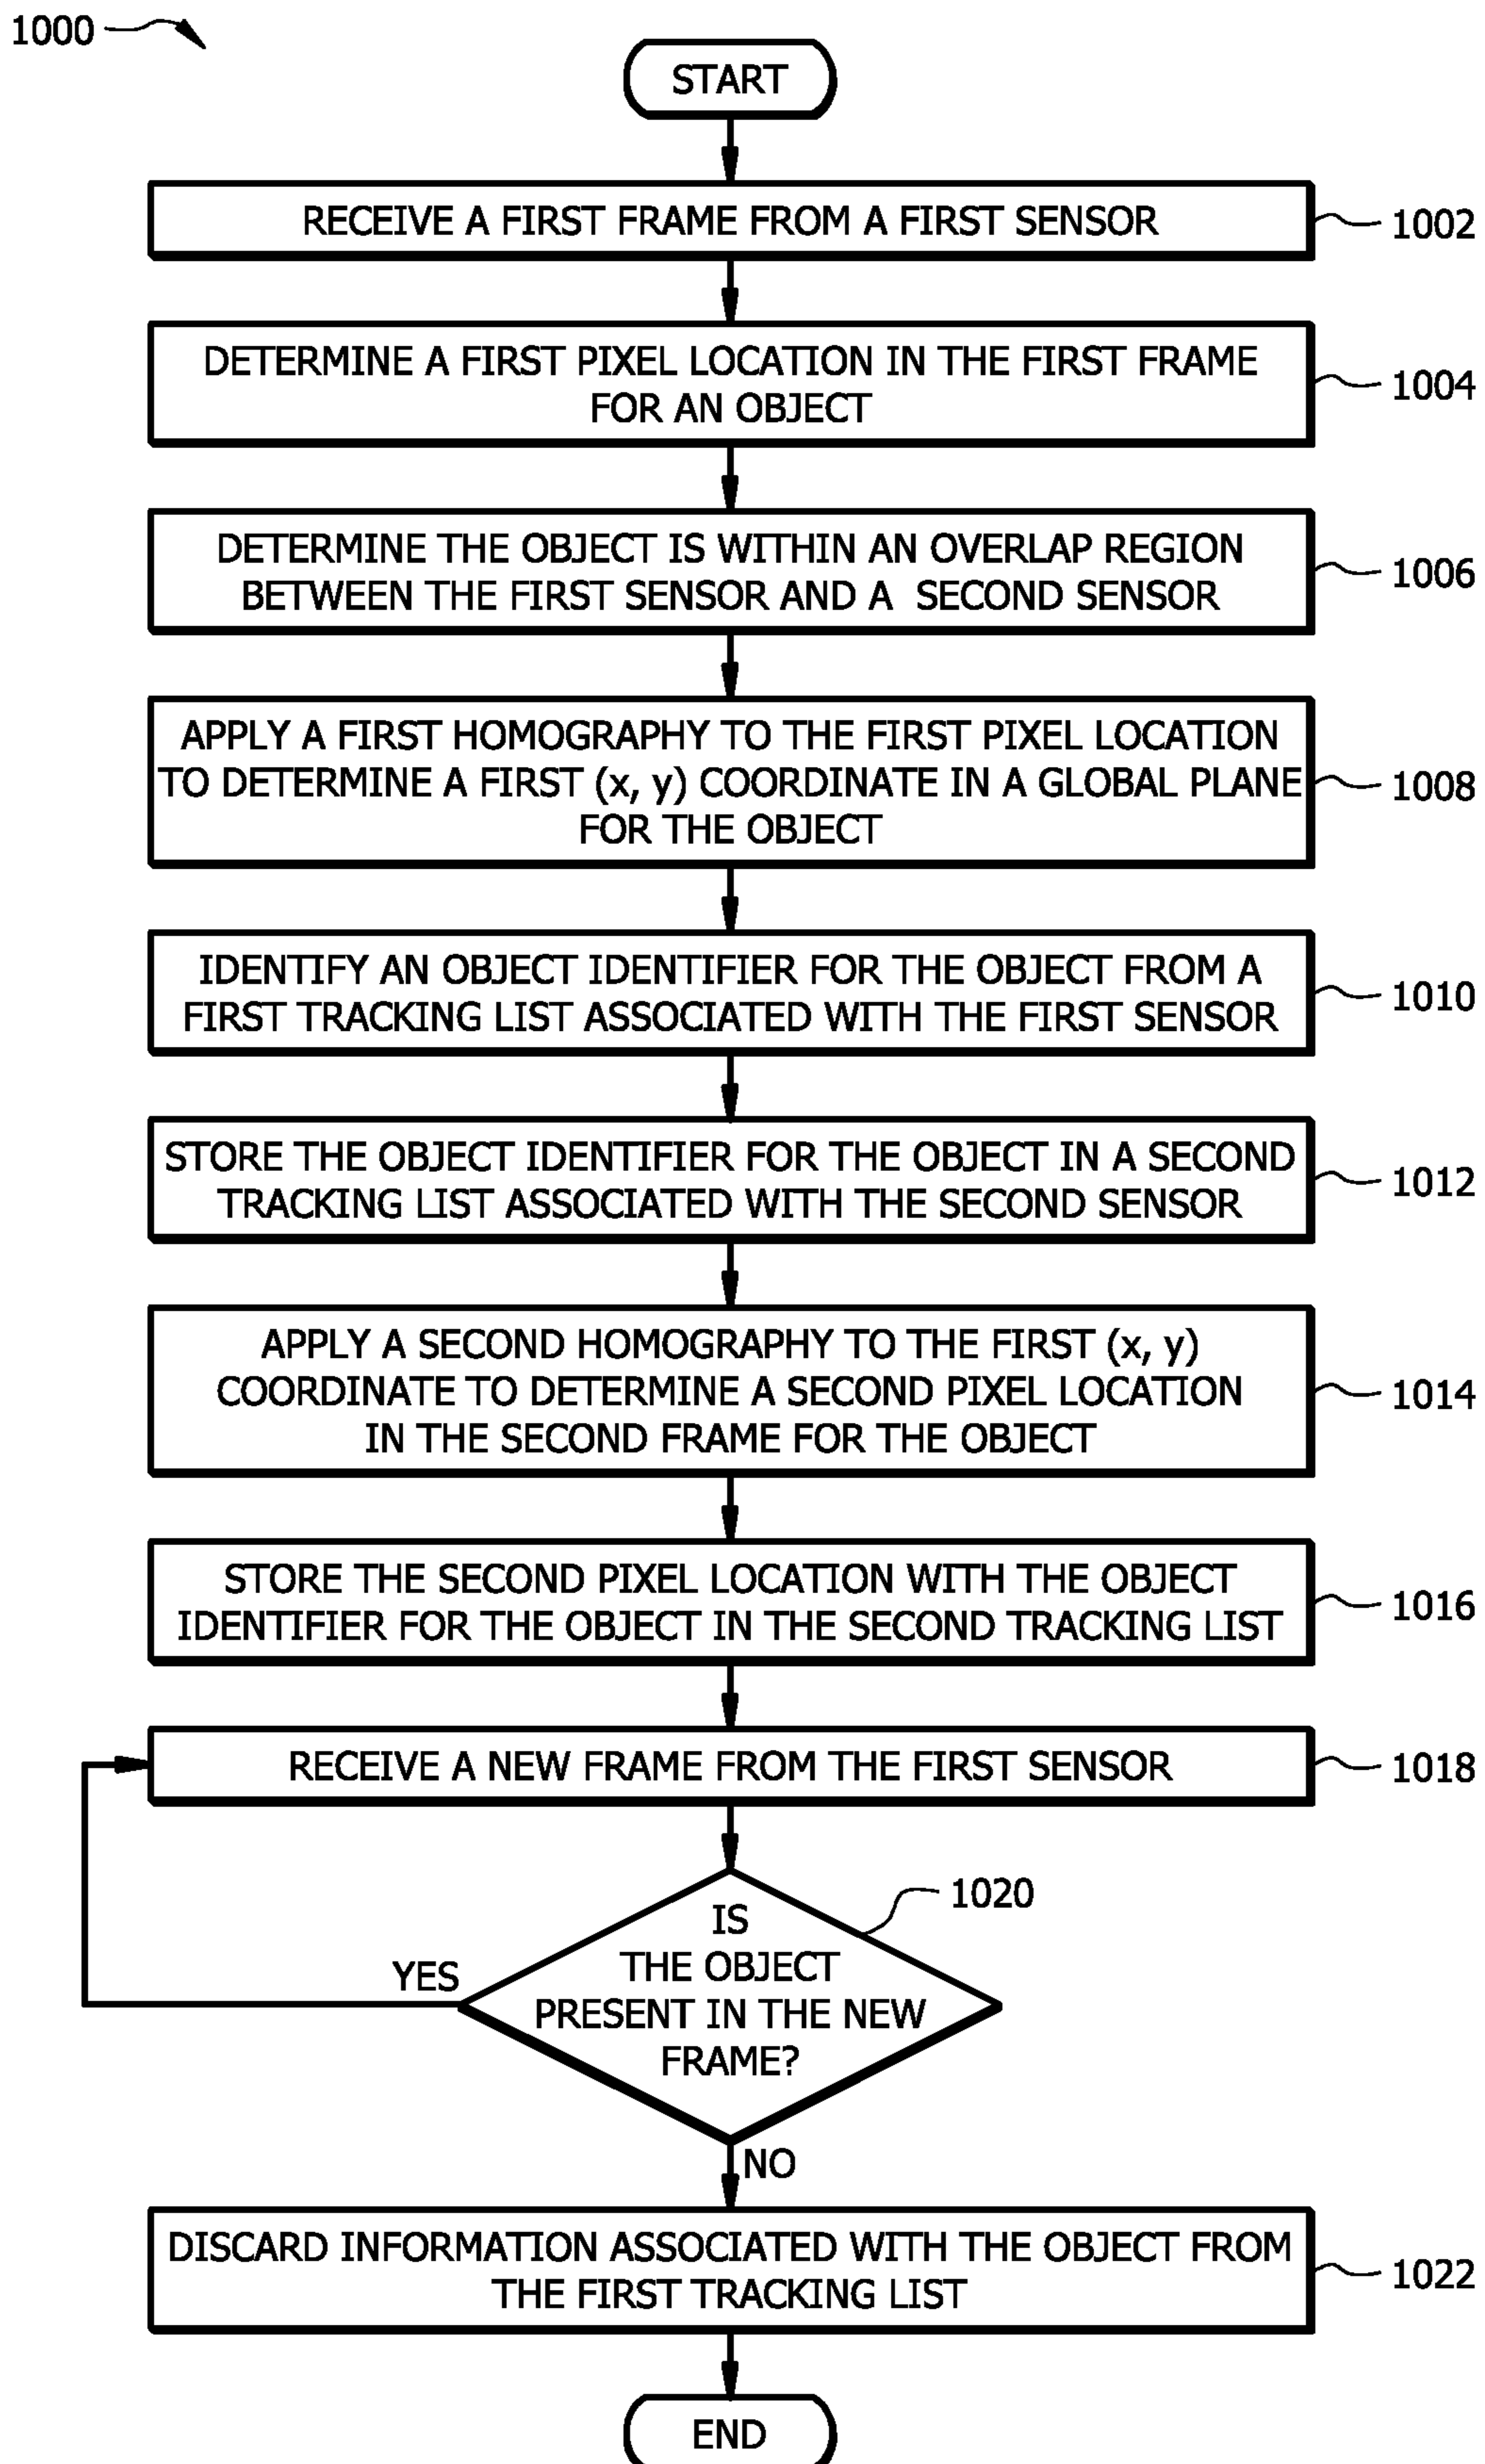 1000
START
RECEIVE A FIRST FRAME FROM A FIRST SENSOR
1002
DETERMINE A FIRST PIXEL LOCATION IN THE FIRST FRAME
FOR AN OBJECT
1004
DETERMINE THE OBJECT IS WITHIN AN OVERLAP REGION
BETWEEN THE FIRST SENSOR AND A SECOND SENSOR
1006
APPLY A FIRST HOMOGRAPHY TO THE FIRST PIXEL LOCATION
TO DETERMINE A FIRST (x, y) COORDINATE IN A GLOBAL PLANE
FOR THE OBJECT
1008
IDENTIFY AN OBJECT IDENTIFIER FOR THE OBJECT FROM A
FIRST TRACKING LIST ASSOCIATED WITH THE FIRST SENSOR
1010
STORE THE OBJECT IDENTIFIER FOR THE OBJECT IN A SECOND
TRACKING LIST ASSOCIATED WITH THE SECOND SENSOR
1012
APPLY A SECOND HOMOGRAPHY TO THE FIRST (x, y)
COORDINATE TO DETERMINE A SECOND PIXEL LOCATION
IN THE SECOND FRAME FOR THE OBJECT
1014
STORE THE SECOND PIXEL LOCATION WITH THE OBJECT
IDENTIFIER FOR THE OBJECT IN THE SECOND TRACKING LIST
1016
RECEIVE A NEW FRAME FROM THE FIRST SENSOR
1018
IS
THE OBJECT
PRESENT IN THE NEW
FRAME?
1020
YES
NO
DISCARD INFORMATION ASSOCIATED WITH THE OBJECT FROM
THE FIRST TRACKING LIST
1022
END